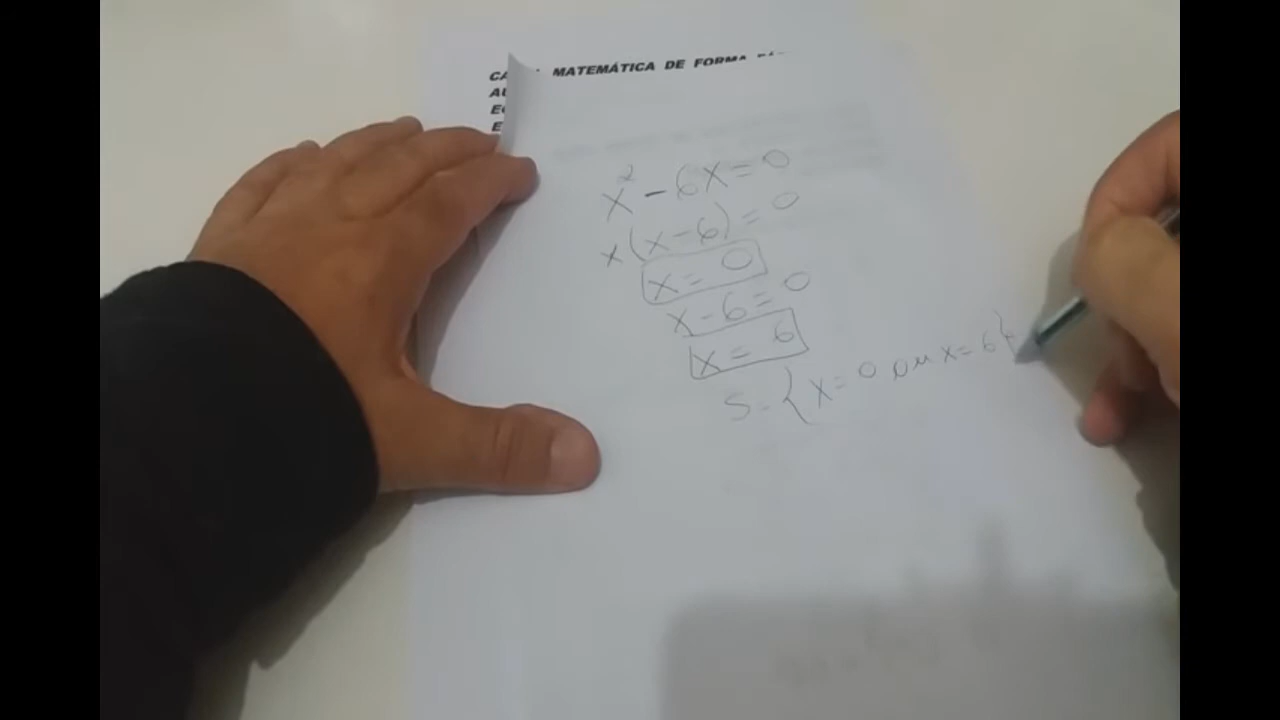 MATEMÁTICA DE FORMA
x² - 6x = 0
x(x-6) = 0
x = 0
x-6 = 0
x = 6
S = { x = 0 ou x = 6 }